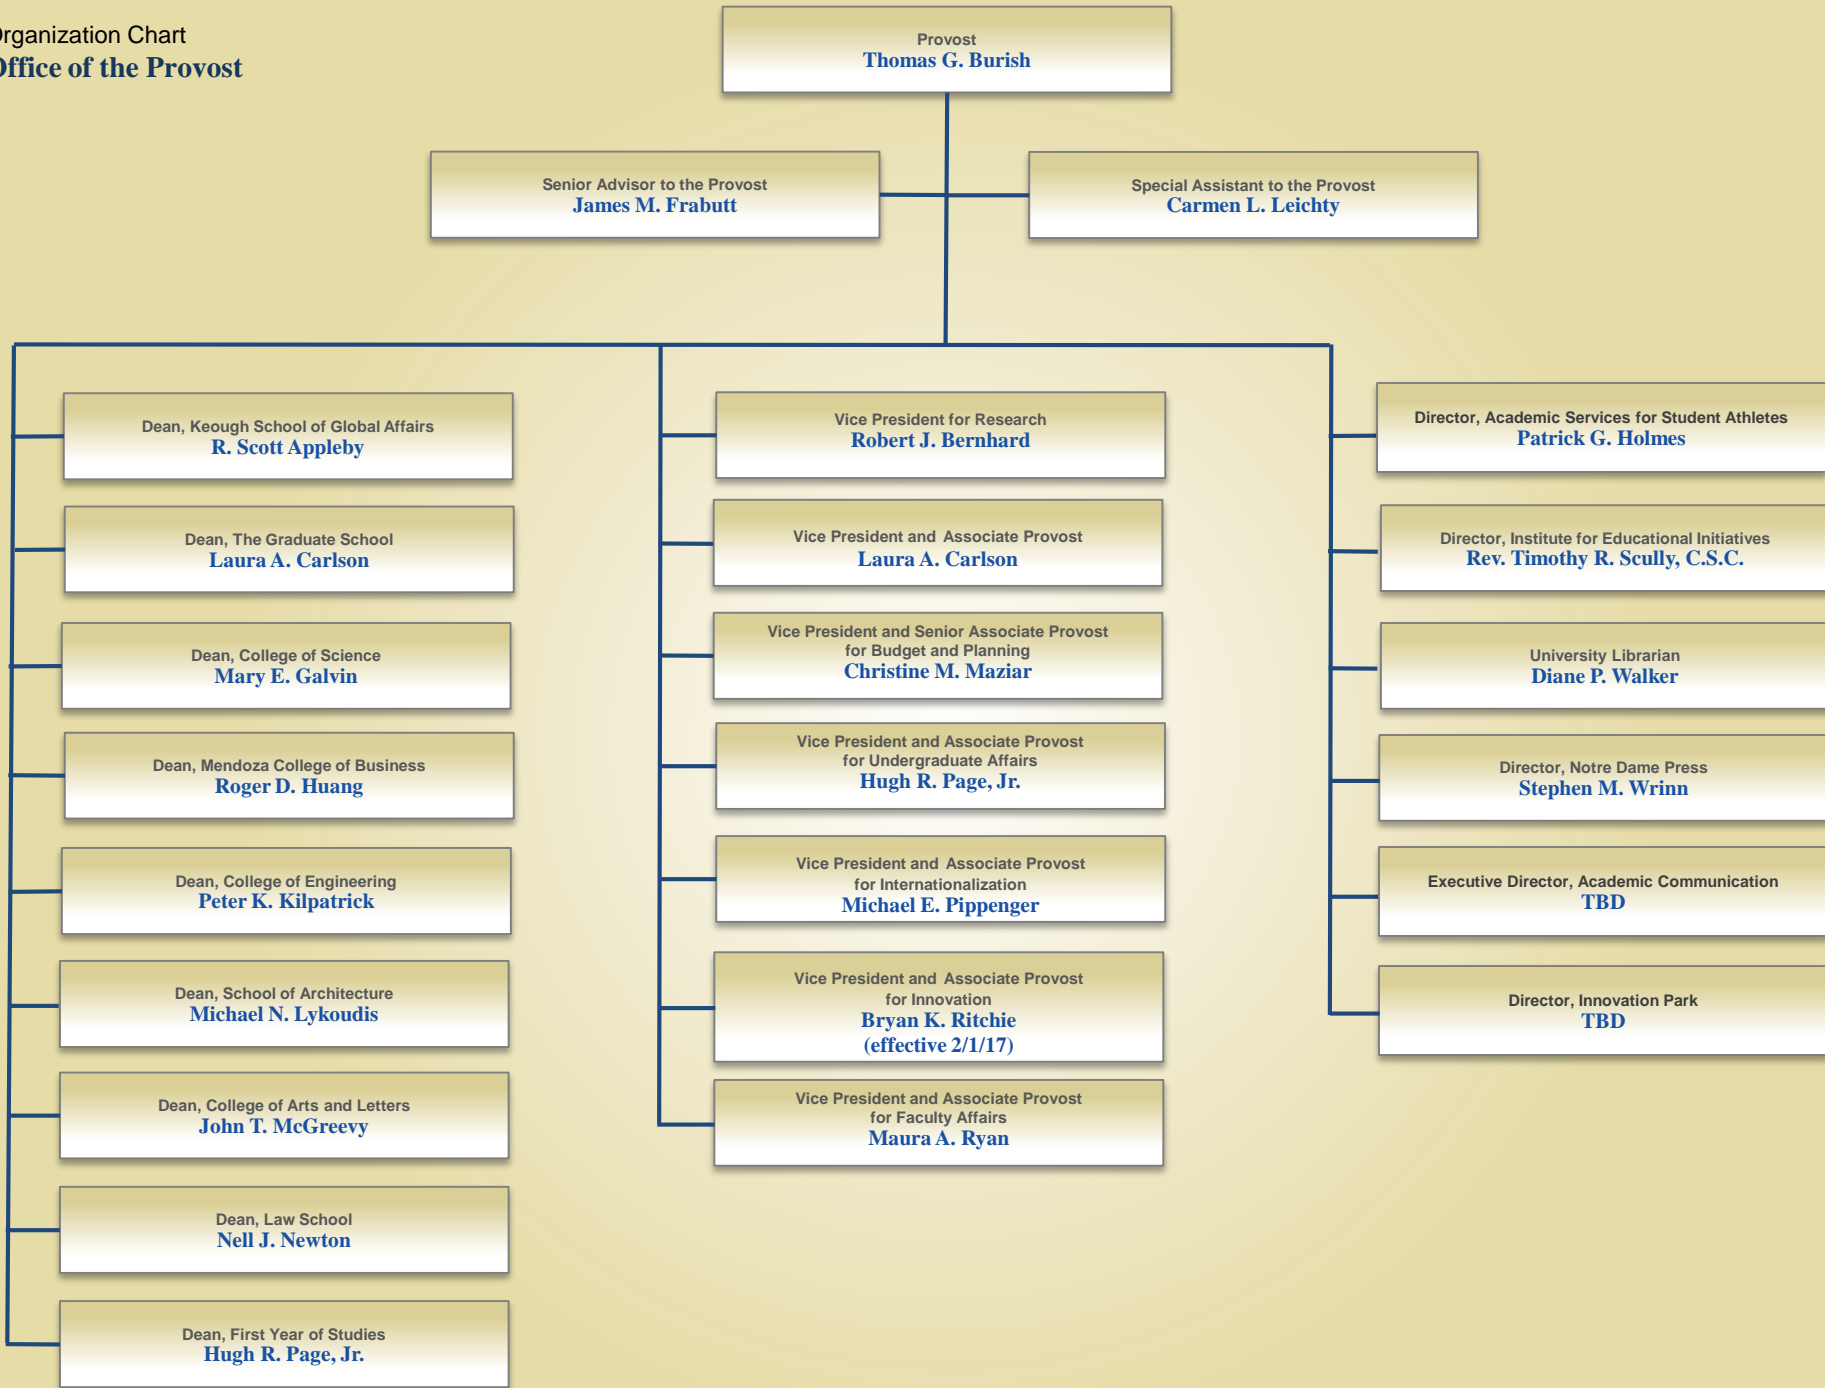 Organization Chart
Office of the Provost
Provost
Thomas G. Burish
Senior Advisor to the Provost
James M. Frabutt
Special Assistant to the Provost
Carmen L. Leichty
Dean, Keough School of Global Affairs
R. Scott Appleby
Dean, The Graduate School
Laura A. Carlson
Dean, College of Science
Mary E. Galvin
Dean, Mendoza College of Business
Roger D. Huang
Dean, College of Engineering
Peter K. Kilpatrick
Dean, School of Architecture
Michael N. Lykoudis
Dean, College of Arts and Letters
John T. McGreevy
Dean, Law School
Nell J. Newton
Dean, First Year of Studies
Hugh R. Page, Jr.
Vice President for Research
Robert J. Bernhard
Vice President and Associate Provost
Laura A. Carlson
Vice President and Senior Associate Provost
for Budget and Planning
Christine M. Maziar
Vice President and Associate Provost
for Undergraduate Affairs
Hugh R. Page, Jr.
Vice President and Associate Provost
for Internationalization
Michael E. Pippenger
Vice President and Associate Provost
for Innovation
Bryan K. Ritchie
(effective 2/1/17)
Vice President and Associate Provost
for Faculty Affairs
Maura A. Ryan
Director, Academic Services for Student Athletes
Patrick G. Holmes
Director, Institute for Educational Initiatives
Rev. Timothy R. Scully, C.S.C.
University Librarian
Diane P. Walker
Director, Notre Dame Press
Stephen M. Wrinn
Executive Director, Academic Communication
TBD
Director, Innovation Park
TBD